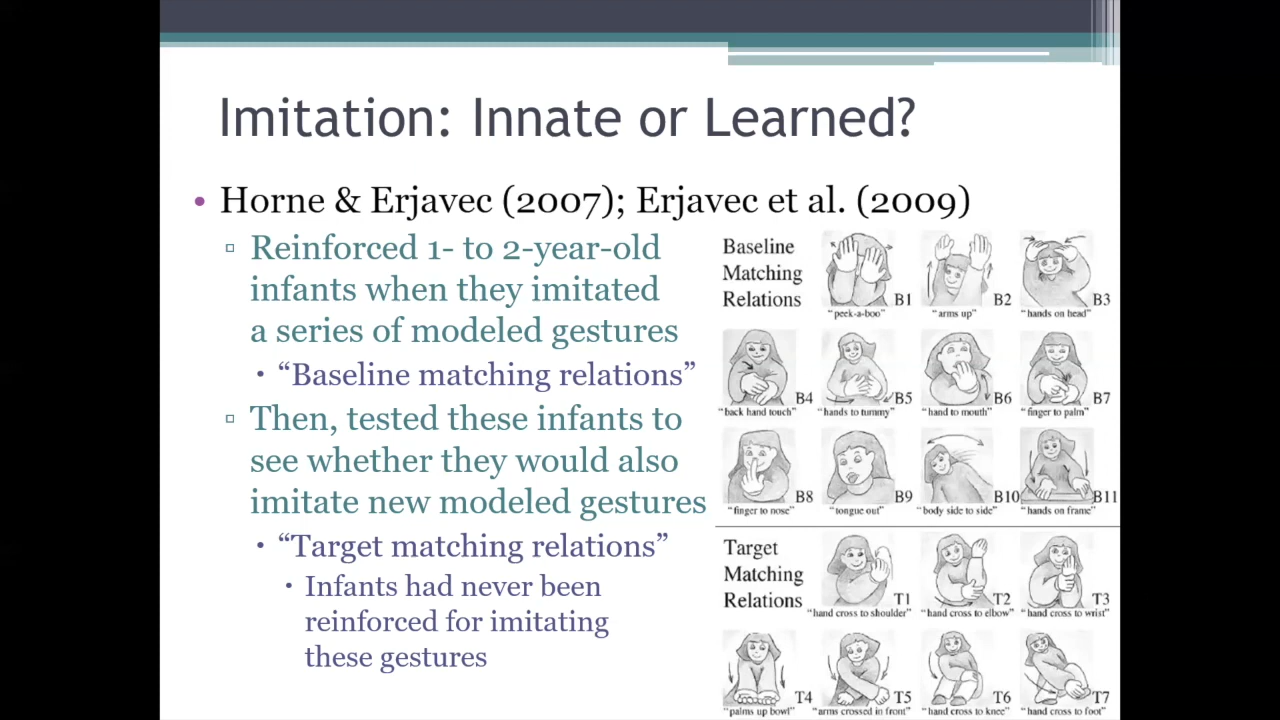 Imitation: Innate or Learned?
• Horne & Erjavec (2007); Erjavec et al. (2009)
▫ Reinforced 1- to 2-year-old
infants when they imitated
a series of modeled gestures
• “Baseline matching relations”
▫ Then, tested these infants to
see whether they would also
imitate new modeled gestures
• “Target matching relations”
• Infants had never been
reinforced for imitating
these gestures
Baseline
Matching
Relations
B1 B2 B3
"peek-a-boo" "arms up" "hands on head"
B4 B5 B6 B7
"back hand touch" "hands to tummy" "hand to mouth" "finger to palm"
B8 B9 B10 B11
"finger to nose" "tongue out" "body side to side" "hands on frame"
Target
Matching
Relations
T1 T2 T3
"hand cross to shoulder" "hand cross to elbow" "hand cross to wrist"
T4 T5 T6 T7
"palms up bowl" "arms crossed in front" "hand cross to knee" "hand cross to foot"